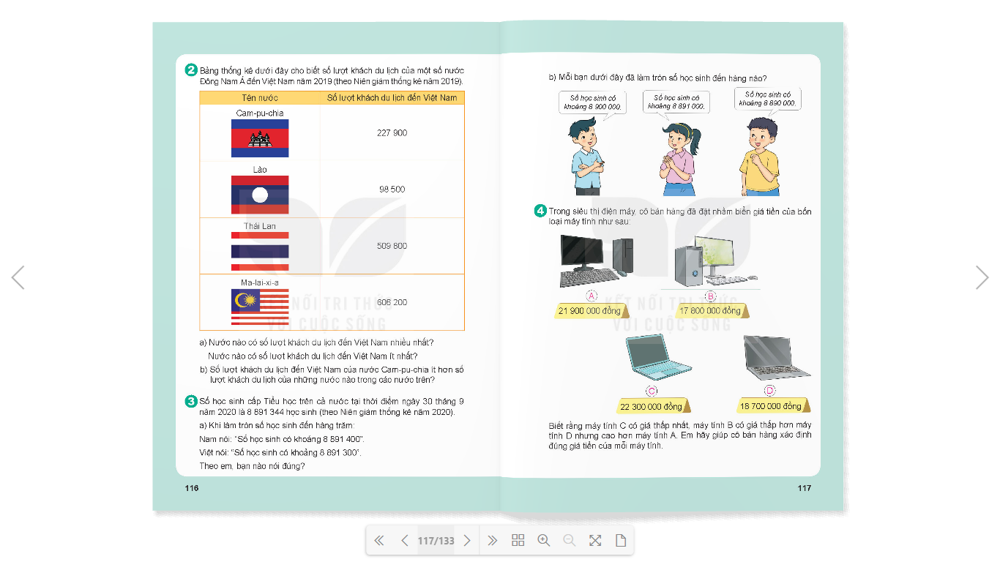 2 Bảng thống kê dưới đây cho biết số lượt khách du lịch của một số nước
Đông Nam Á đến Việt Nam năm 2019 (theo Niên giám thống kê năm 2019).
Tên nước Số lượt khách du lịch đến Việt Nam
Cam-pu-chia
227 900
Lào
98 500
Thái Lan
509 800
Ma-lai-xi-a
606 200
KẾT NỐI TRI THỨC
VỚI CUỘC SỐNG
a) Nước nào có số lượt khách du lịch đến Việt Nam nhiều nhất?
Nước nào có số lượt khách du lịch đến Việt Nam ít nhất?
b) Số lượt khách du lịch đến Việt Nam của nước Cam-pu-chia ít hơn số
lượt khách du lịch của những nước nào trong các nước trên?
3 Số học sinh cấp Tiểu học trên cả nước tại thời điểm ngày 30 tháng 9
năm 2020 là 8 891 344 học sinh (theo Niên giám thống kê năm 2020).
a) Khi làm tròn số học sinh đến hàng trăm:
Nam nói: “Số học sinh có khoảng 8 891 400”.
Việt nói: “Số học sinh có khoảng 8 891 300”.
Theo em, bạn nào nói đúng?
116
b) Mỗi bạn dưới đây đã làm tròn số học sinh đến hàng nào?
Số học sinh có
khoảng 8 900 000.
Số học sinh có
khoảng 8 891 000.
Số học sinh có
khoảng 8 890 000.
4 Trong siêu thị điện máy, cô bán hàng đã đặt nhầm biển giá tiền của bốn
loại máy tính như sau:
A B
21 900 000 đồng 17 800 000 đồng
KẾT NỐI TRI THỨC
VỚI CUỘC SỐNG
C D
22 300 000 đồng 18 700 000 đồng
Biết rằng máy tính C có giá thấp nhất, máy tính B có giá thấp hơn máy
tính D nhưng cao hơn máy tính A. Em hãy giúp cô bán hàng xác định
đúng giá tiền của mỗi máy tính.
117
117/133